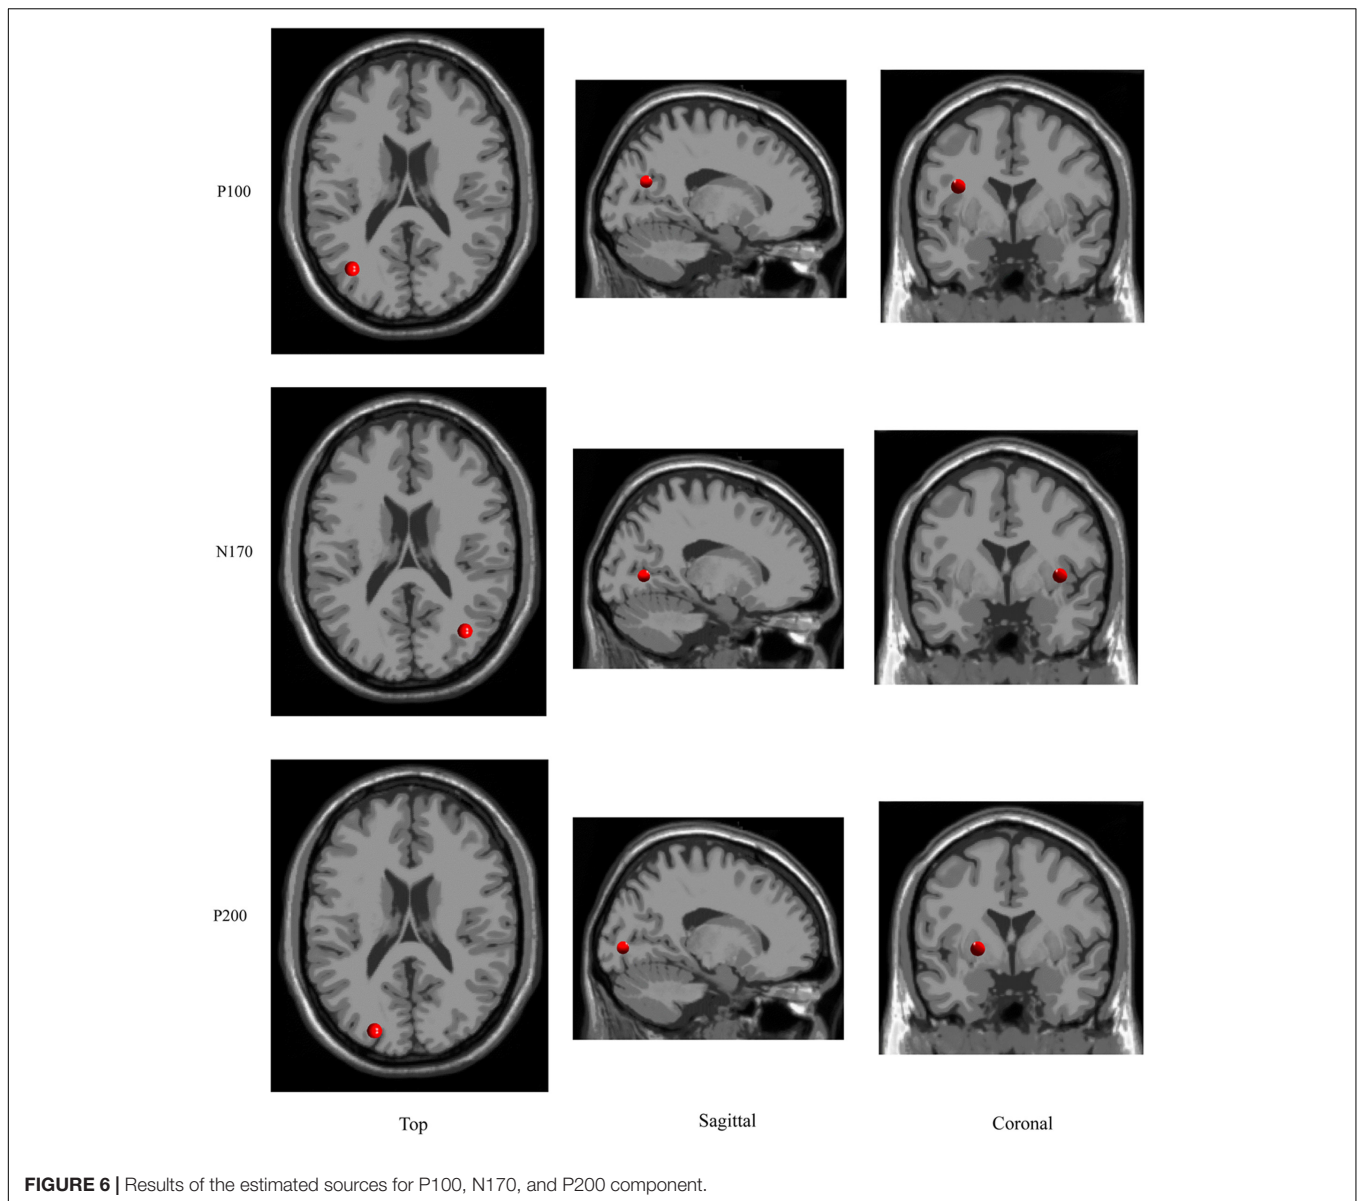 P100
N170
P200
Top
Sagittal
Coronal
FIGURE 6 | Results of the estimated sources for P100, N170, and P200 component.